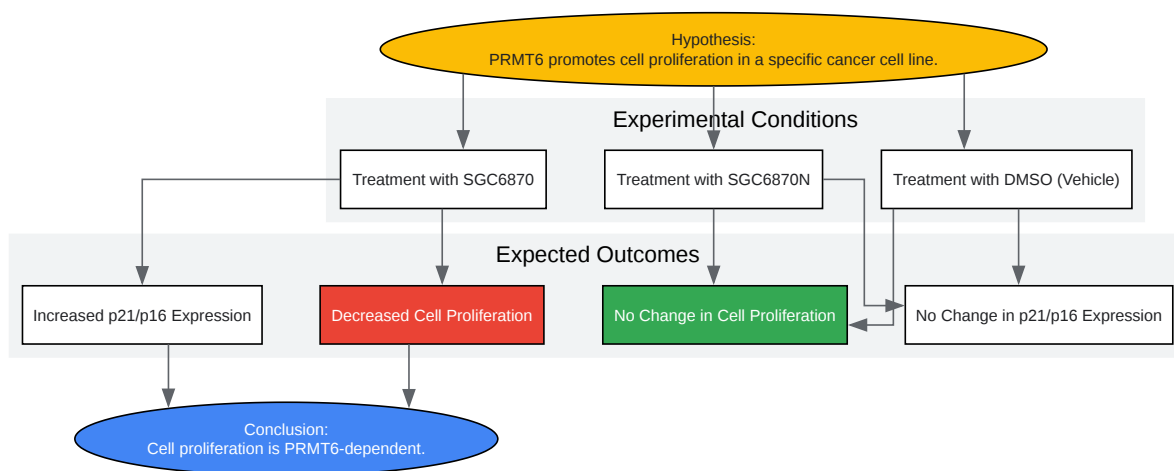 Hypothesis:
PRMT6 promotes cell proliferation in a specific cancer cell line.
Experimental Conditions
Treatment with SGC6870
Treatment with SGC6870N
Treatment with DMSO (Vehicle)
Expected Outcomes
Increased p21/p16 Expression
Decreased Cell Proliferation
No Change in Cell Proliferation
No Change in p21/p16 Expression
Conclusion:
Cell proliferation is PRMT6-dependent.